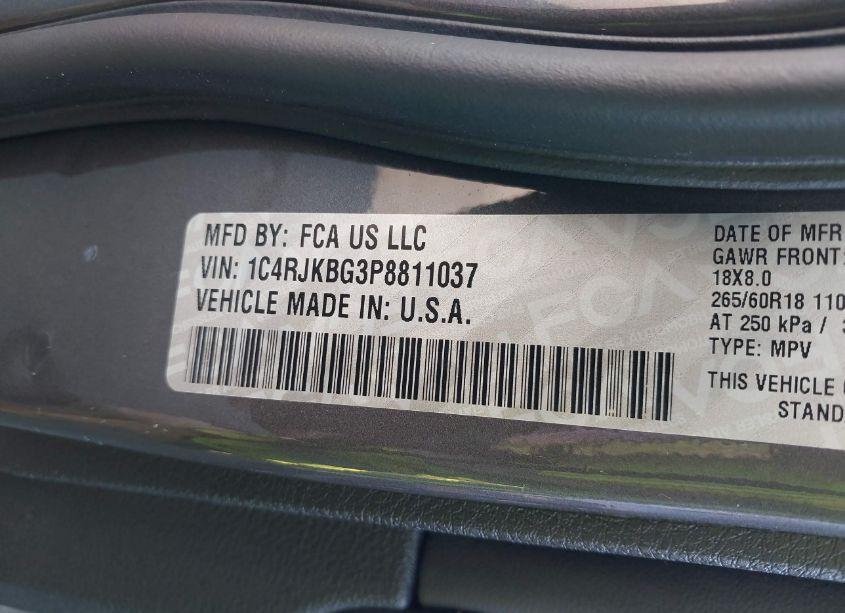 MFD BY: FCA US LLC
VIN: 1C4RJKBG3P8811037
VEHICLE MADE IN: U.S.A.
DATE OF MFR
GAWR FRONT:
18X8.0
265/60R18 110
AT 250 kPa /
TYPE: MPV
THIS VEHICLE
STAND